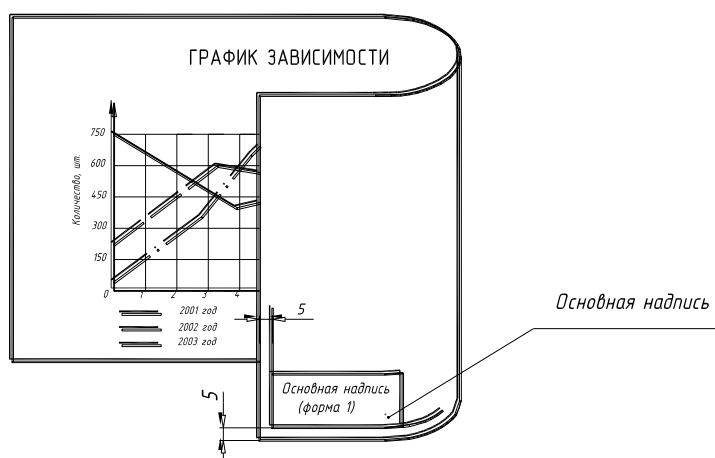 ГРАФИК ЗАВИСИМОСТИ
Количество, шт.
750
600
450
300
150
0 1 2 3 4
2001 год
2002 год
2003 год
5
5
Основная надпись
(форма 1)
Основная надпись